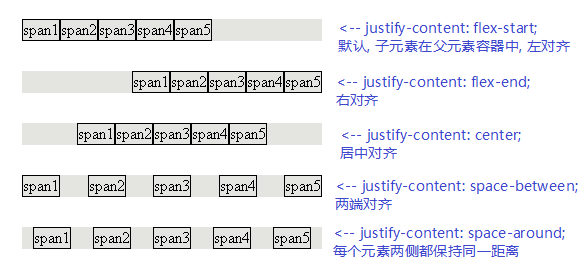 span1 span2 span3 span4 span5 <-- justify-content: flex-start;
默认, 子元素在父元素容器中, 左对齐
span1 span2 span3 span4 span5 <-- justify-content: flex-end;
右对齐
span1 span2 span3 span4 span5 <-- justify-content: center;
居中对齐
span1 span2 span3 span4 span5 <-- justify-content: space-between;
两端对齐
span1 span2 span3 span4 span5 <-- justify-content: space-around;
每个元素两侧都保持同一距离